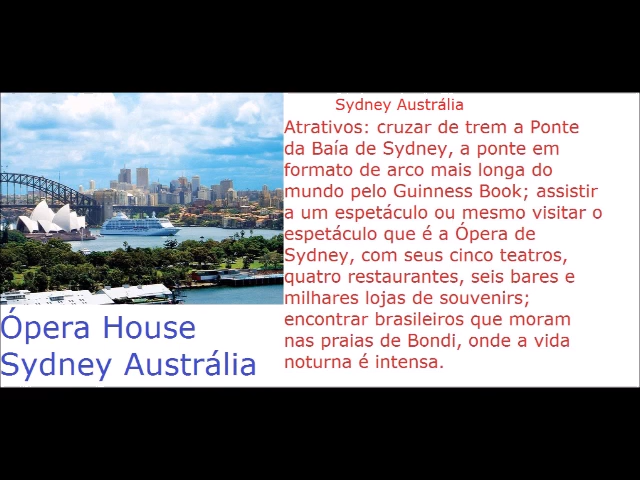 Sydney Austrália
Atrativos: cruzar de trem a Ponte
da Baía de Sydney, a ponte em
formato de arco mais longa do
mundo pelo Guinness Book; assistir
a um espetáculo ou mesmo visitar o
espetáculo que é a Ópera de
Sydney, com seus cinco teatros,
quatro restaurantes, seis bares e
milhares lojas de souvenirs;
encontrar brasileiros que moram
nas praias de Bondi, onde a vida
noturna é intensa.
Ópera House
Sydney Austrália